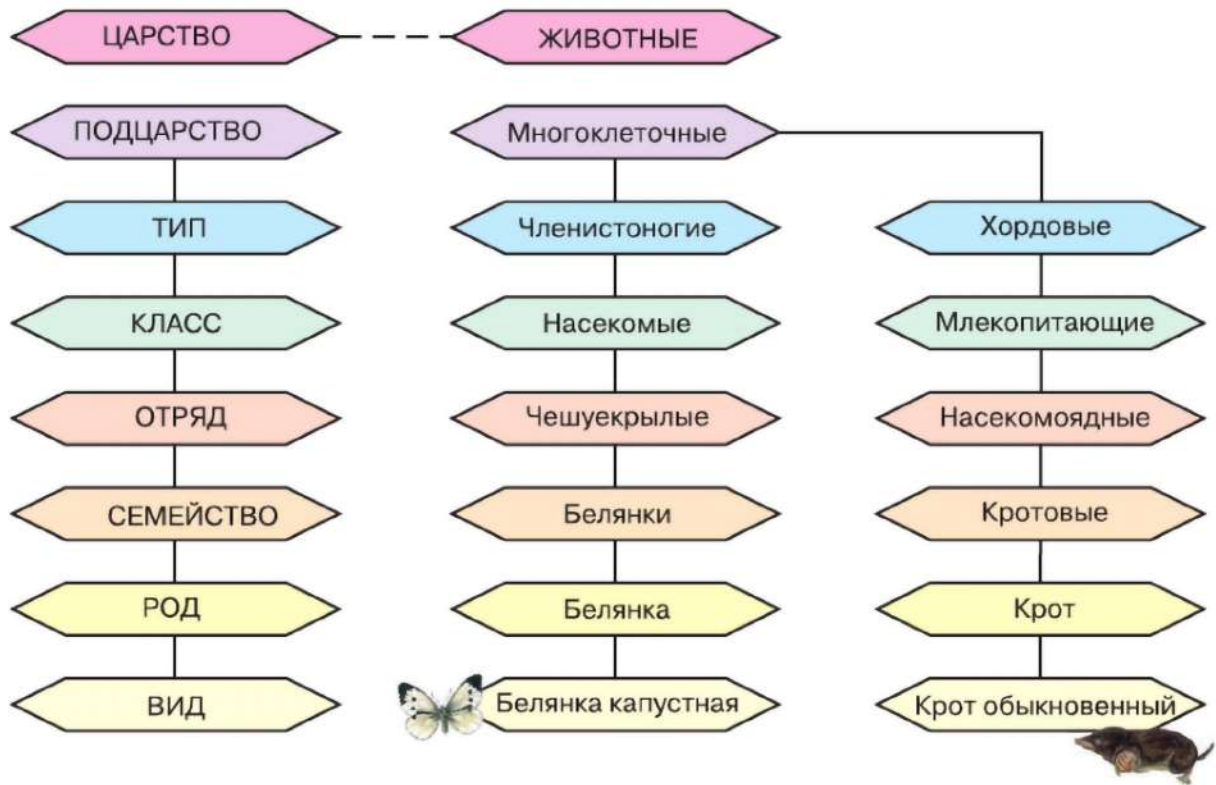 ЦАРСТВО
ЖИВОТНЫЕ
ПОДЦАРСТВО
Многоклеточные
ТИП
Членистоногие
Хордовые
КЛАСС
Насекомые
Млекопитающие
ОТРЯД
Чешуекрылые
Насекомоядные
СЕМЕЙСТВО
Белянки
Кротовые
РОД
Белянка
Крот
ВИД
Белянка капустная
Крот обыкновенный